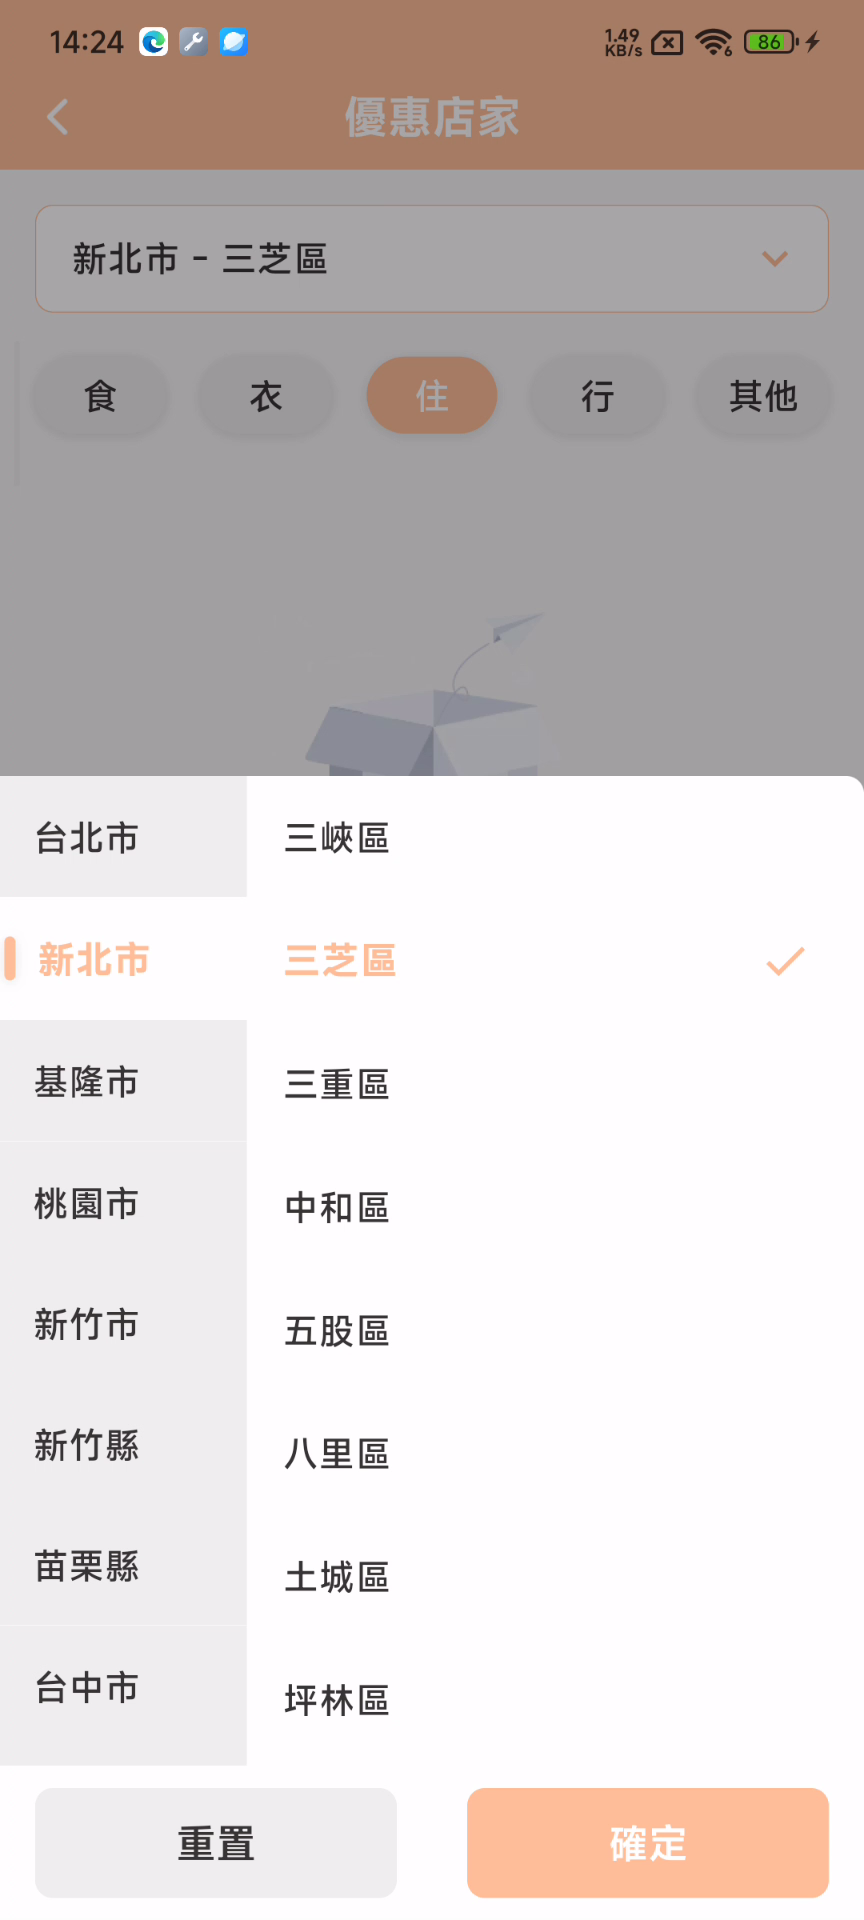 14:24
1.49 KB/s
6
86
優惠店家
新北市 - 三芝區
食 衣 住 行 其他
台北市 三峽區
新北市 三芝區
基隆市 三重區
桃園市 中和區
新竹市 五股區
新竹縣 八里區
苗栗縣 土城區
台中市 坪林區
重置 確定